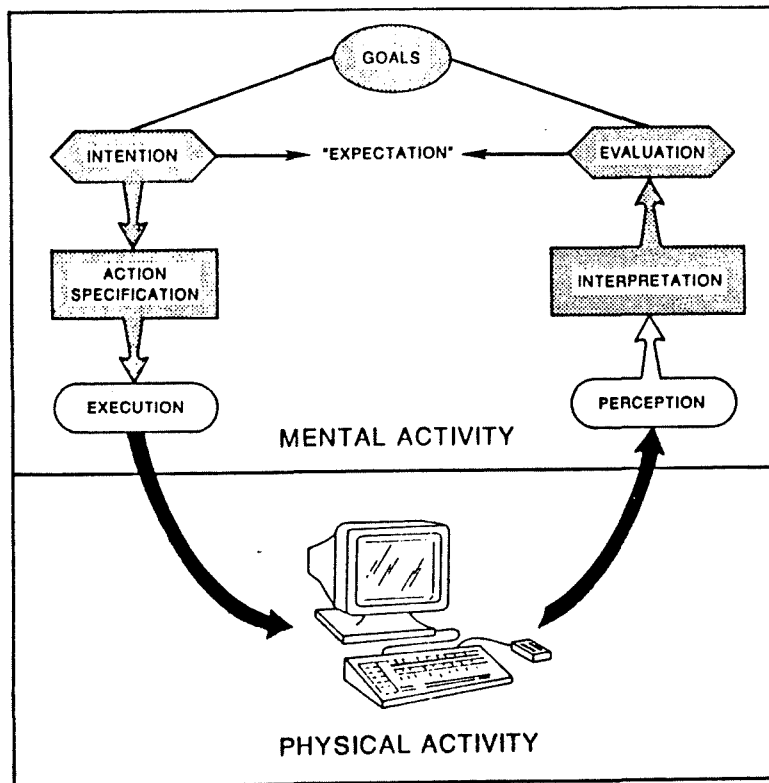 GOALS
INTENTION
"EXPECTATION"
EVALUATION
ACTION
SPECIFICATION
INTERPRETATION
EXECUTION
PERCEPTION
MENTAL ACTIVITY
PHYSICAL ACTIVITY